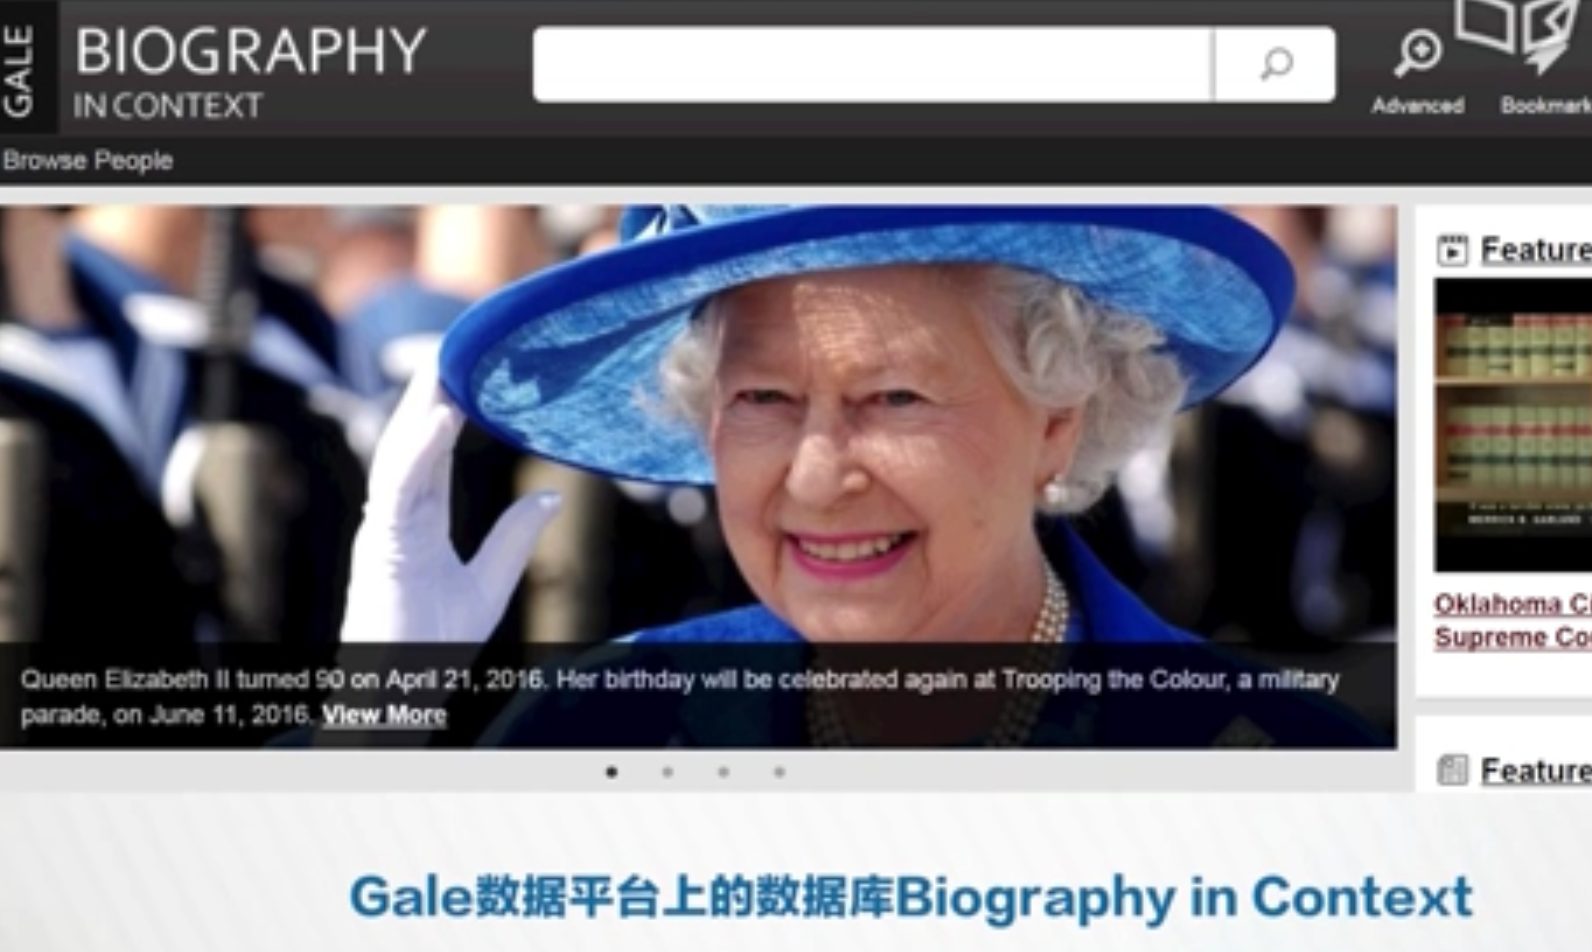 GALE
BIOGRAPHY
IN CONTEXT
Advanced
Bookmark
Browse People
Feature
Queen Elizabeth II turned 90 on April 21, 2016. Her birthday will be celebrated again at Trooping the Colour, a military
parade, on June 11, 2016. View More
Oklahoma Ci
Supreme Co
Feature
Gale数据平台上的数据库Biography in Context